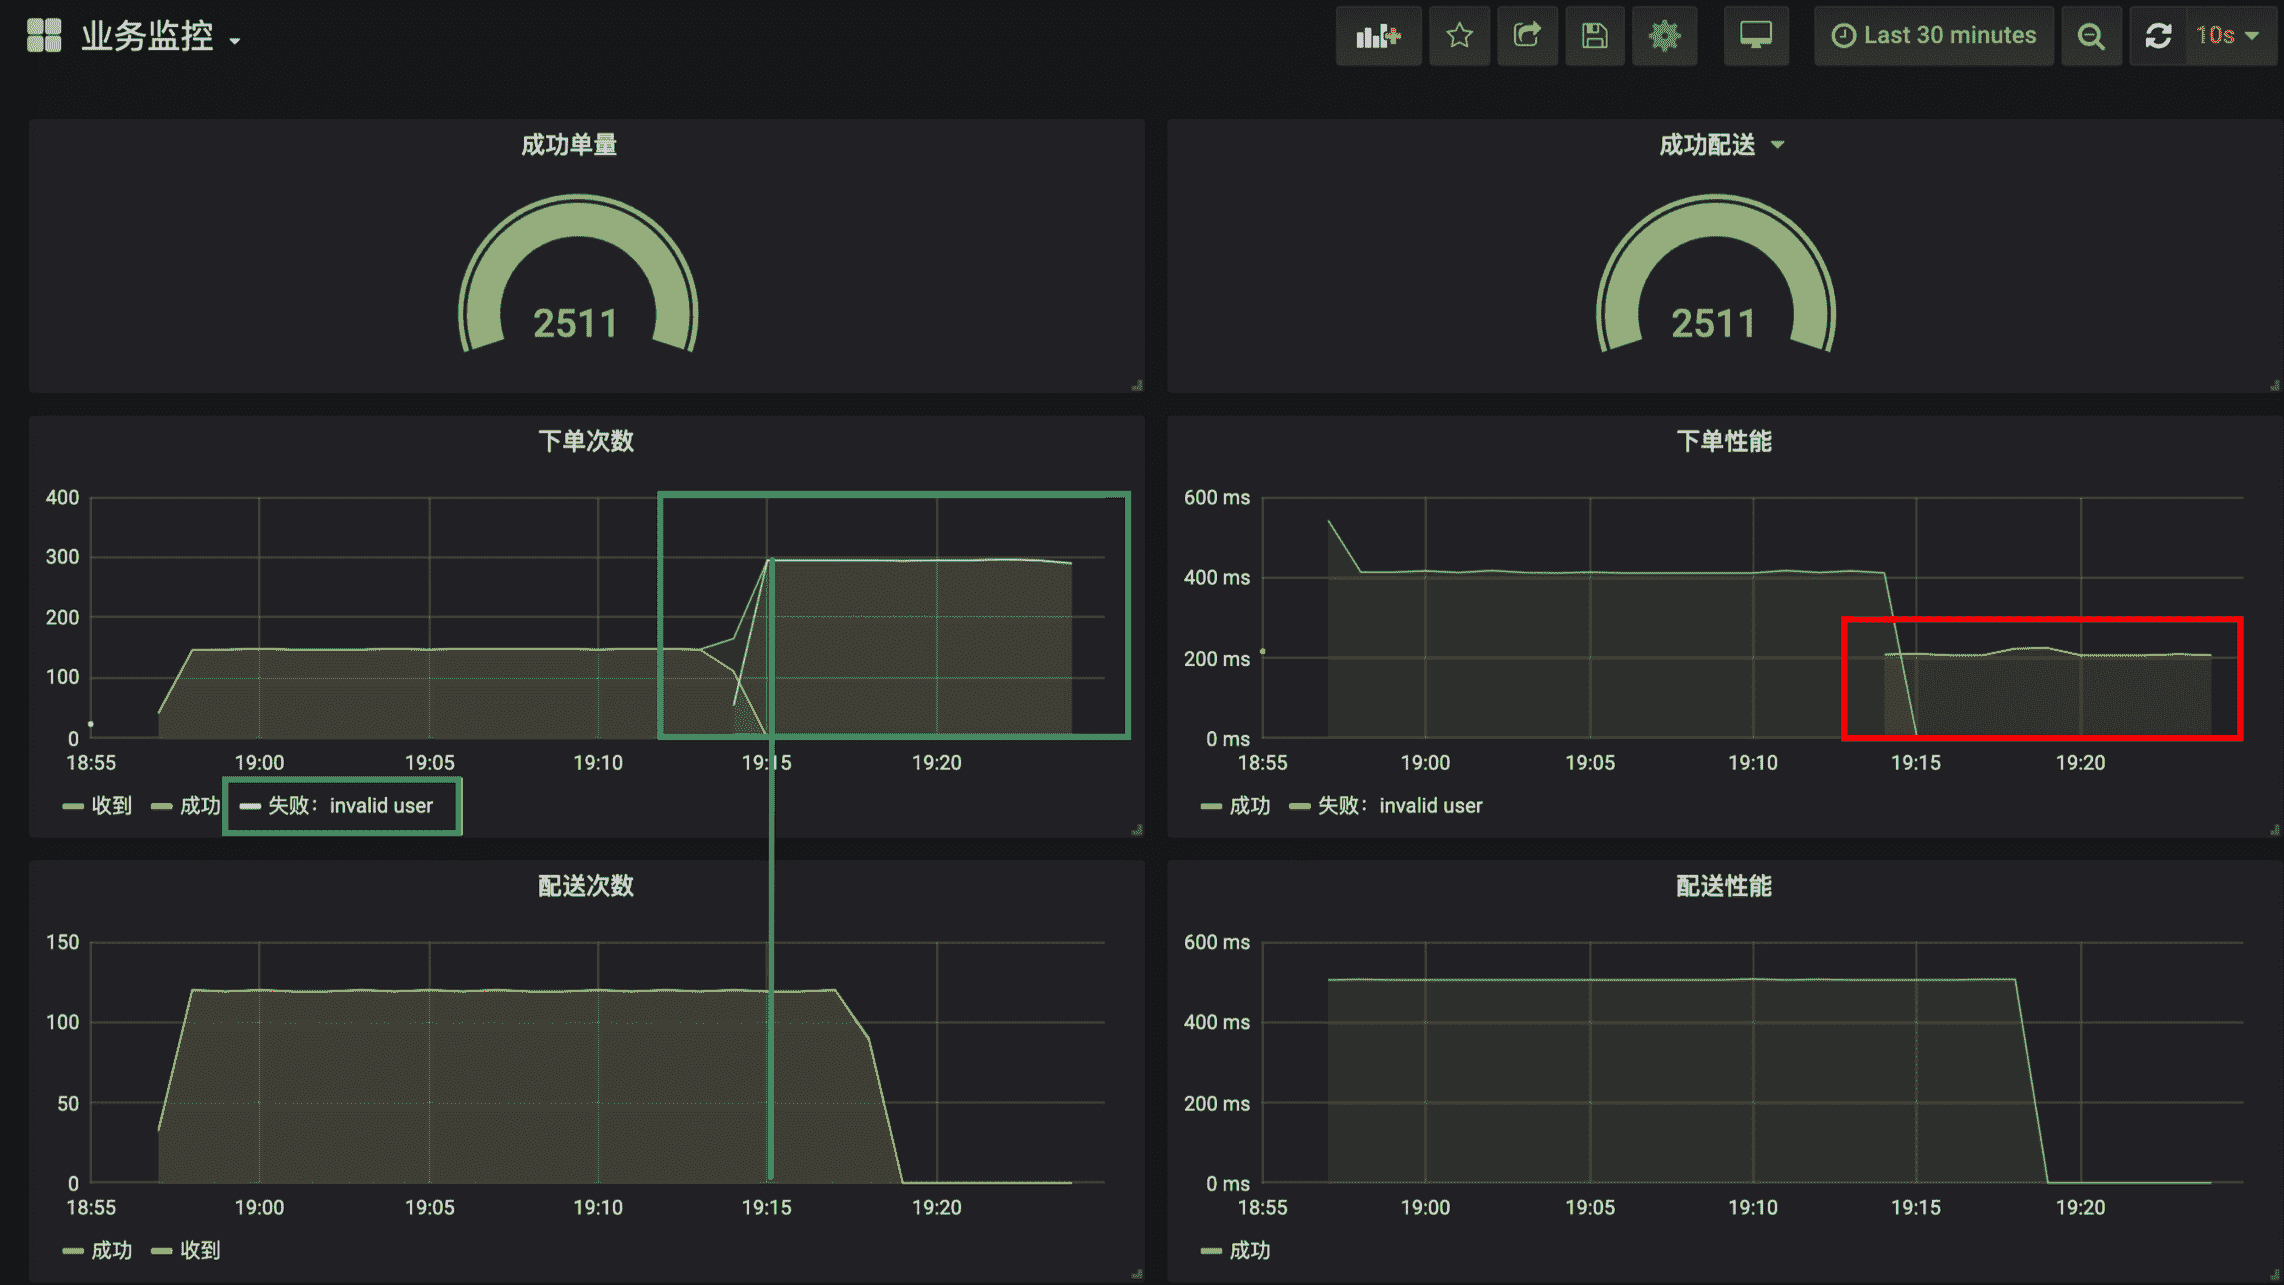 业务监控
Last 30 minutes
10s
成功单量
2511
成功配送
2511
下单次数
400
300
200
100
0
18:55 19:00 19:05 19:10 19:15 19:20
收到 成功 失败：invalid user
下单性能
600 ms
400 ms
200 ms
0 ms
18:55 19:00 19:05 19:10 19:15 19:20
成功 失败：invalid user
配送次数
150
100
50
0
18:55 19:00 19:05 19:10 19:15 19:20
成功 收到
配送性能
600 ms
400 ms
200 ms
0 ms
18:55 19:00 19:05 19:10 19:15 19:20
成功